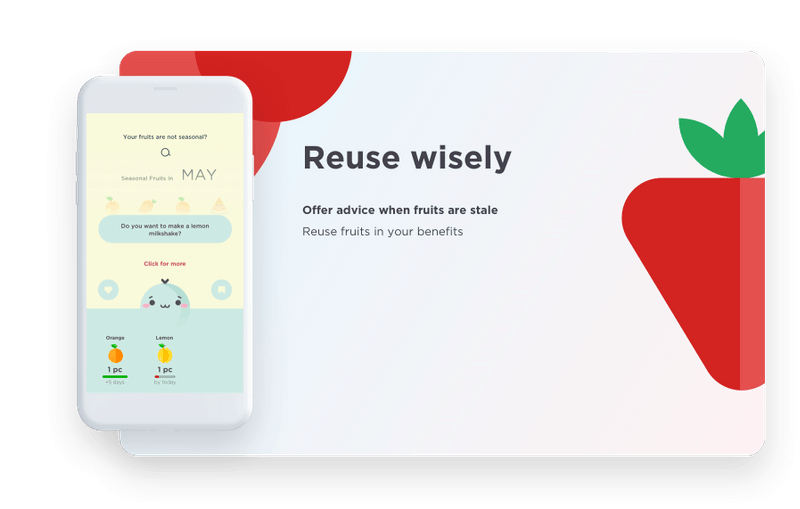 Your fruits are not seasonal?
Seasonal Fruits In MAY
Do you want to make a lemon
milkshake?
Click for more
Orange Lemon
1 pc 1 pc
+5 days by today
Reuse wisely
Offer advice when fruits are stale
Reuse fruits in your benefits